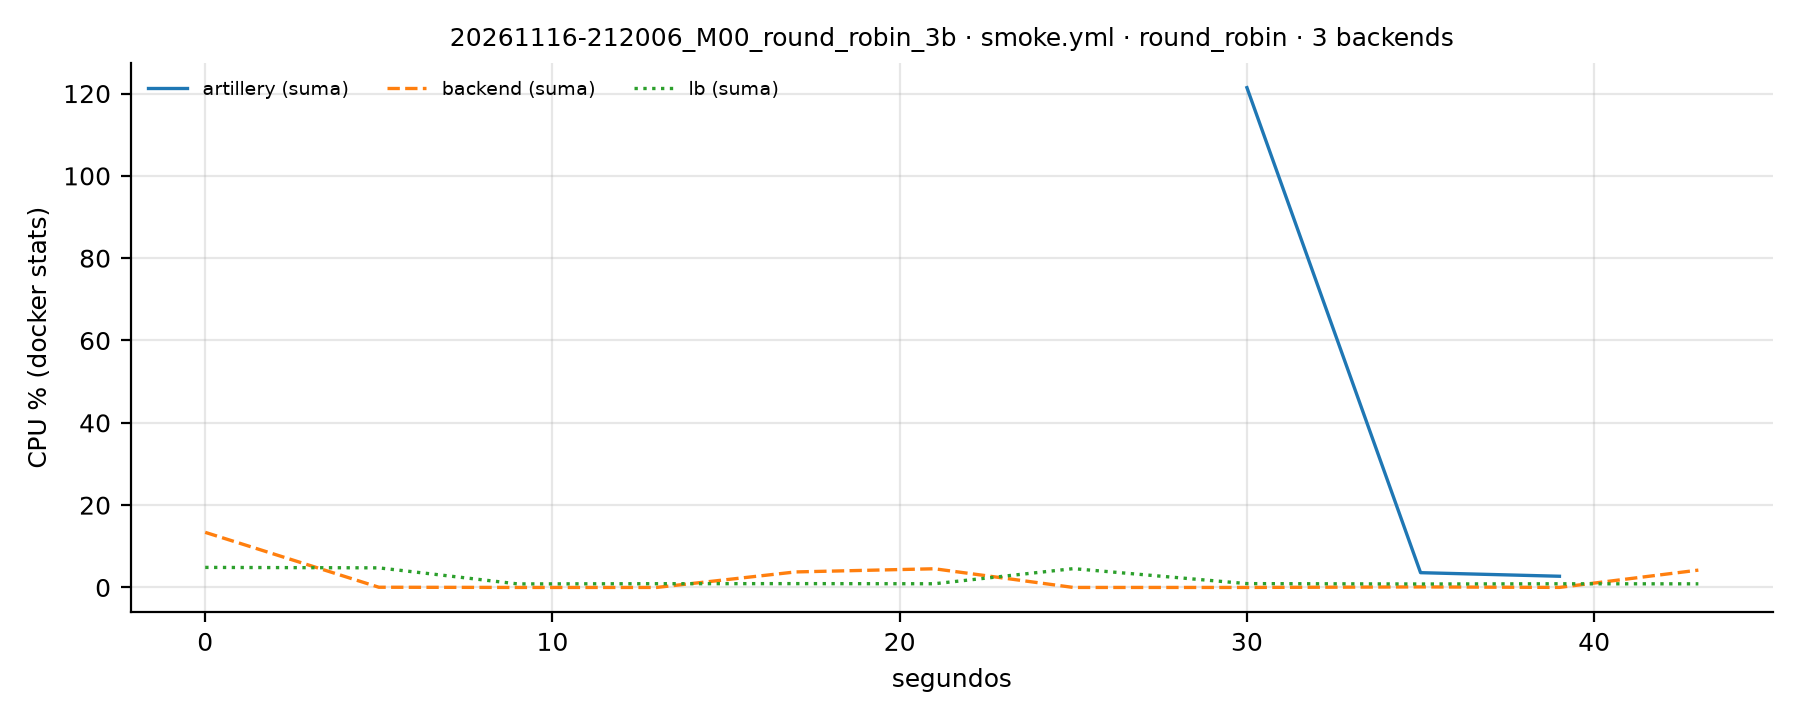 20261116-212006_M00_round_robin_3b · smoke.yml · round_robin · 3 backends
artillery (suma) backend (suma) lb (suma)
CPU % (docker stats)
120
100
80
60
40
20
0
0 10 20 30 40
segundos